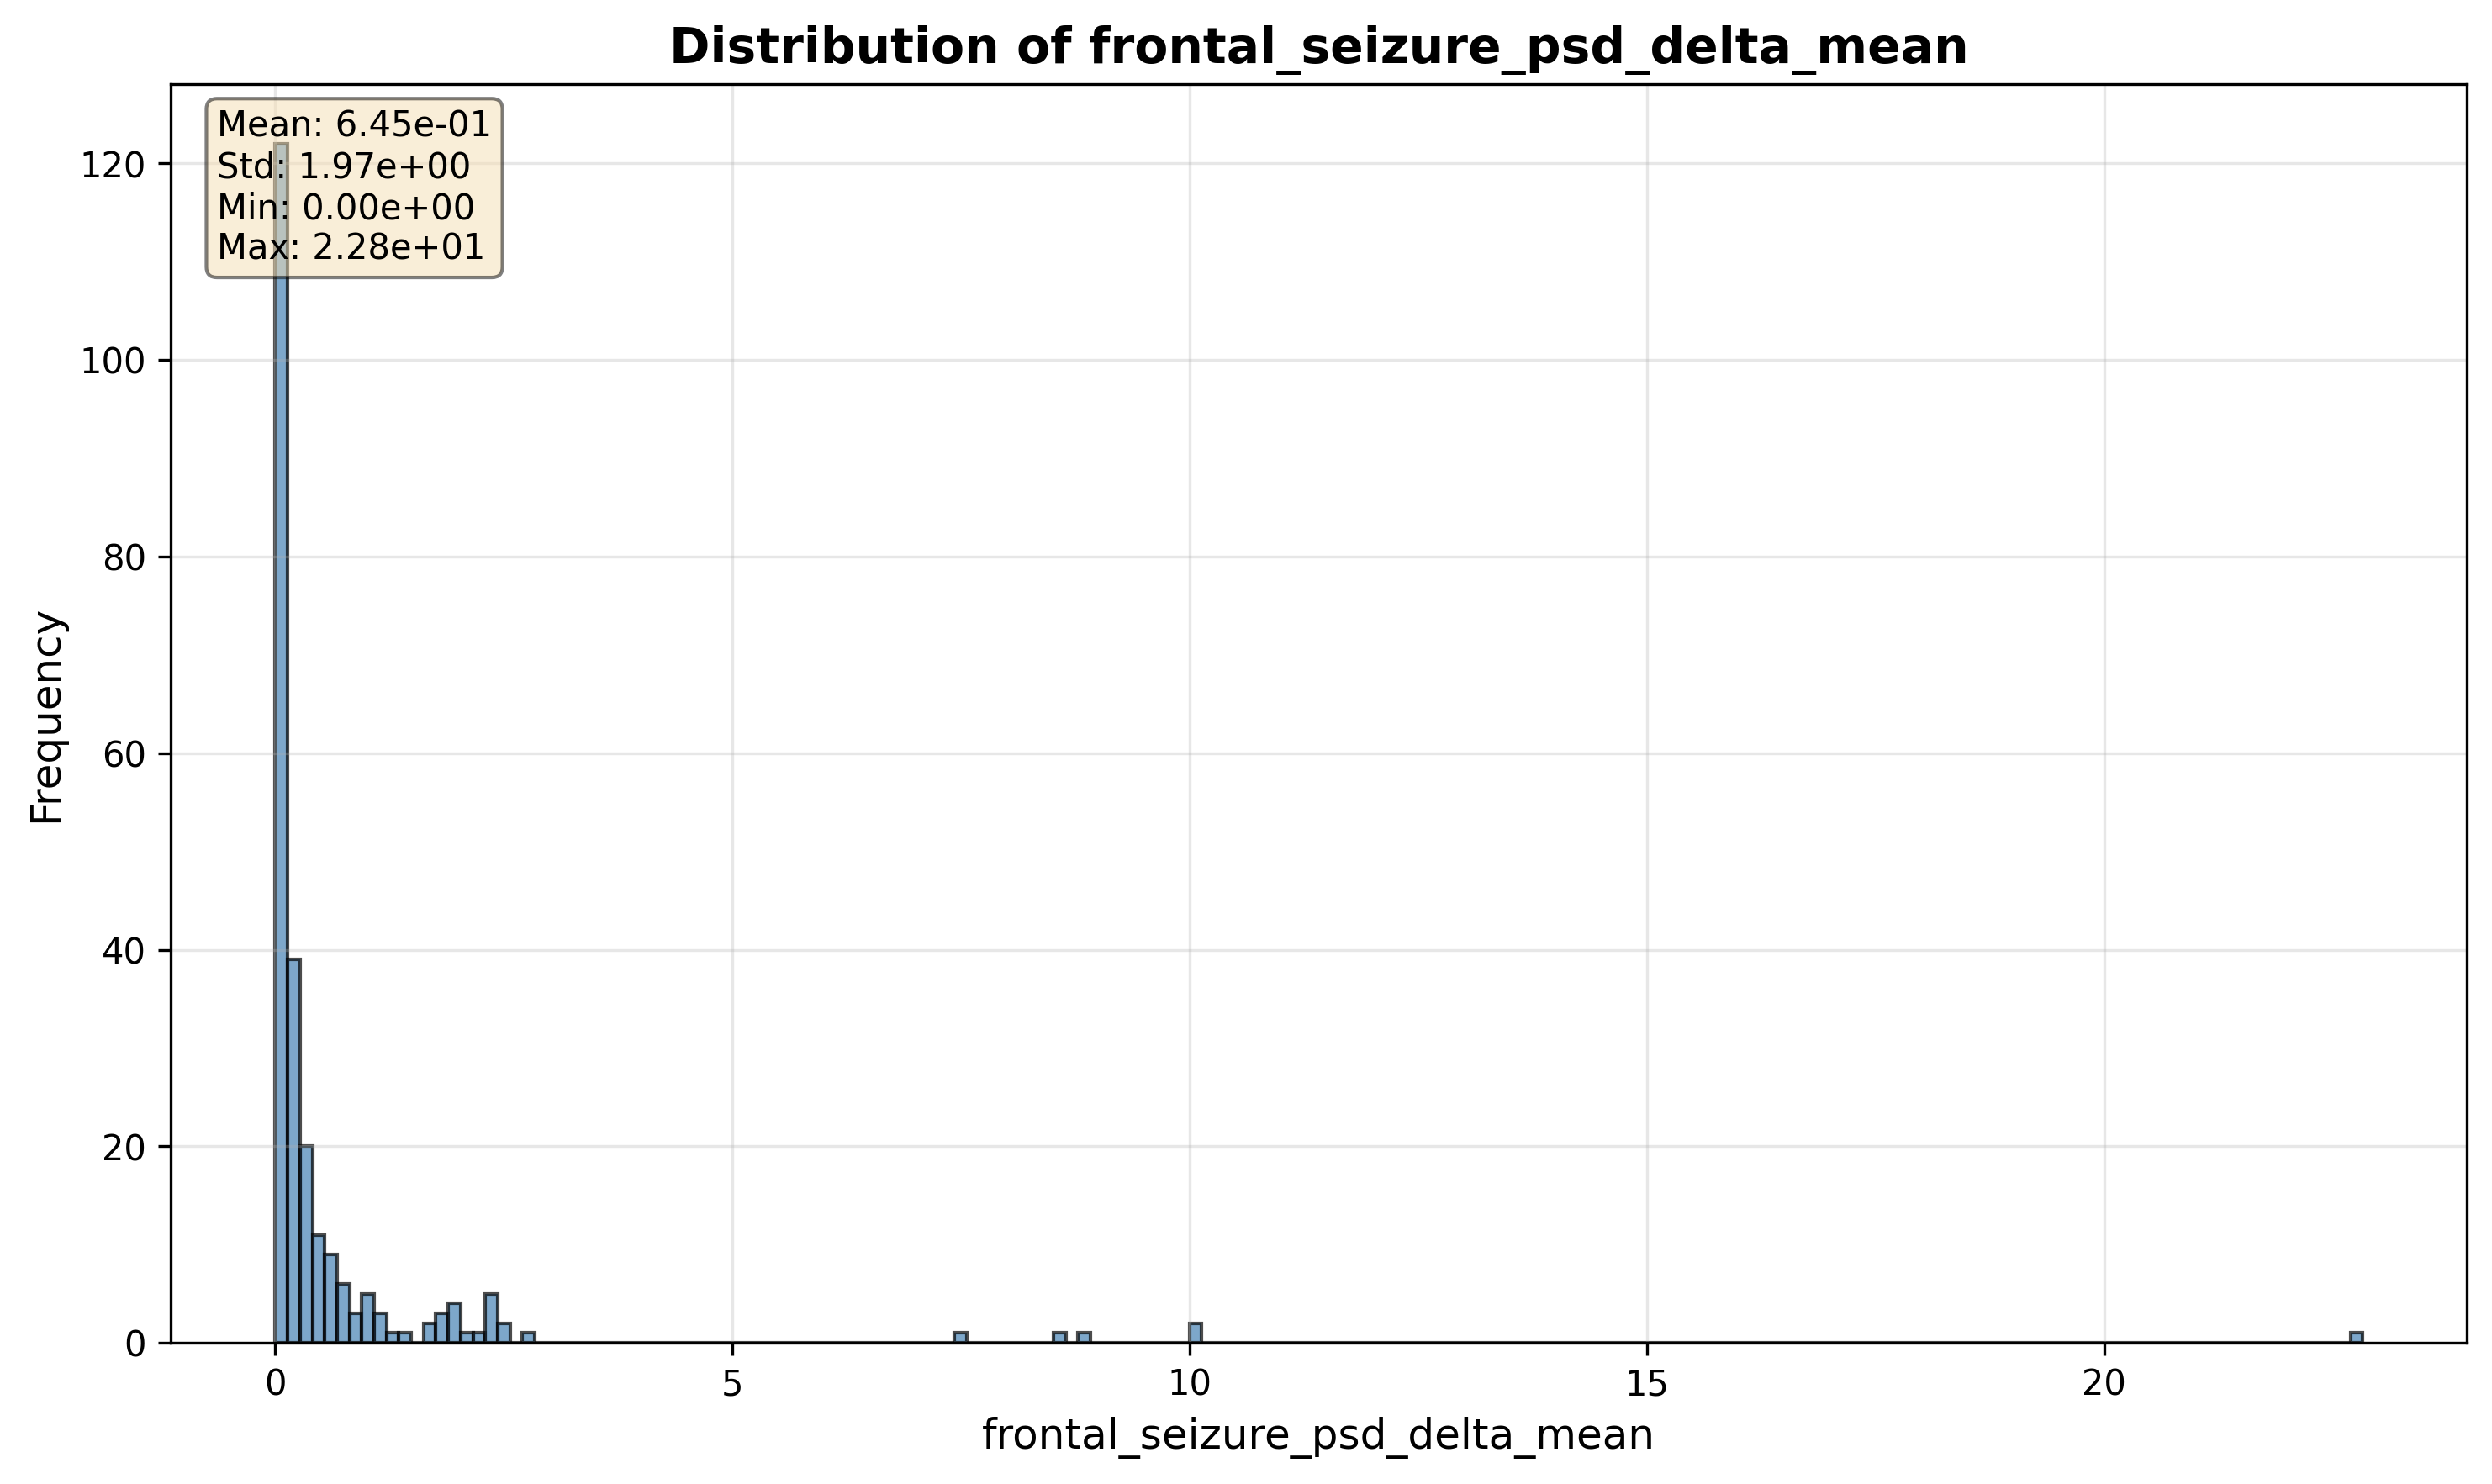 Distribution of frontal_seizure_psd_delta_mean
Mean: 6.45e-01
Std: 1.97e+00
Min: 0.00e+00
Max: 2.28e+01
120
100
80
60
40
20
0
Frequency
0 5 10 15 20
frontal_seizure_psd_delta_mean